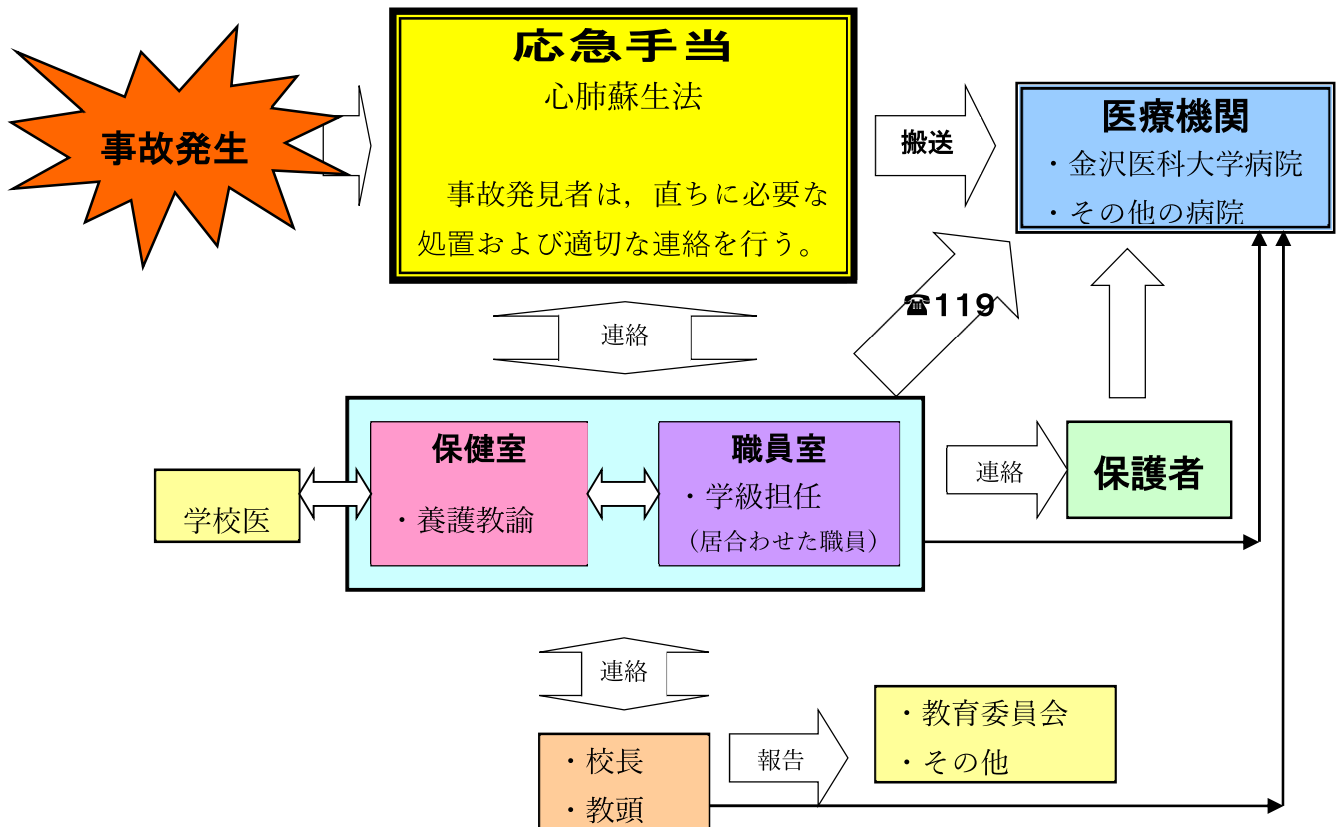 事故発生
応急手当
心肺蘇生法
事故発見者は，直ちに必要な
処置および適切な連絡を行う。
搬送
医療機関
・金沢医科大学病院
・その他の病院
連絡
☎119
学校医
保健室
・養護教諭
職員室
・学級担任
（居合わせた職員）
連絡
保護者
連絡
・校長
・教頭
報告
・教育委員会
・その他